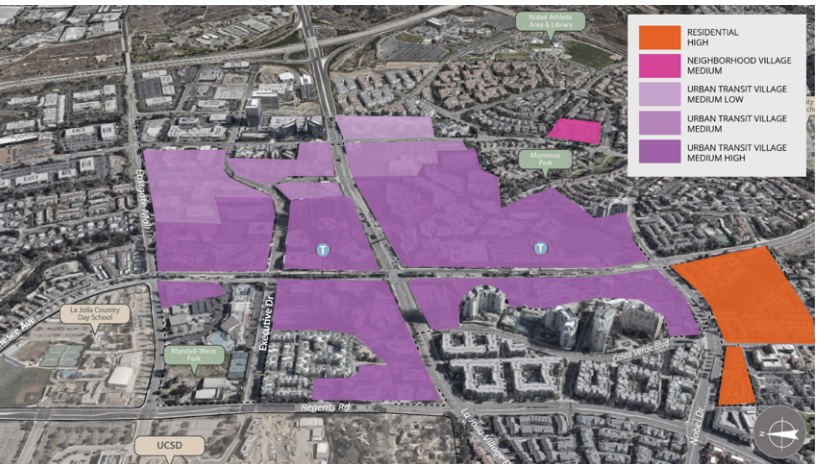 Nobel Athletic
Area & Library
RESIDENTIAL
HIGH
NEIGHBORHOOD VILLAGE
MEDIUM
URBAN TRANSIT VILLAGE
MEDIUM LOW
URBAN TRANSIT VILLAGE
MEDIUM
URBAN TRANSIT VILLAGE
MEDIUM HIGH
Montrose
Park
Eastgate Mall
T
T
La Jolla Country
Day School
Executive Dr
Mandell-Weiss
Park
Costa Verde Blvd
Regents Rd
La Jolla Village
Nobel Dr
UCSD
N